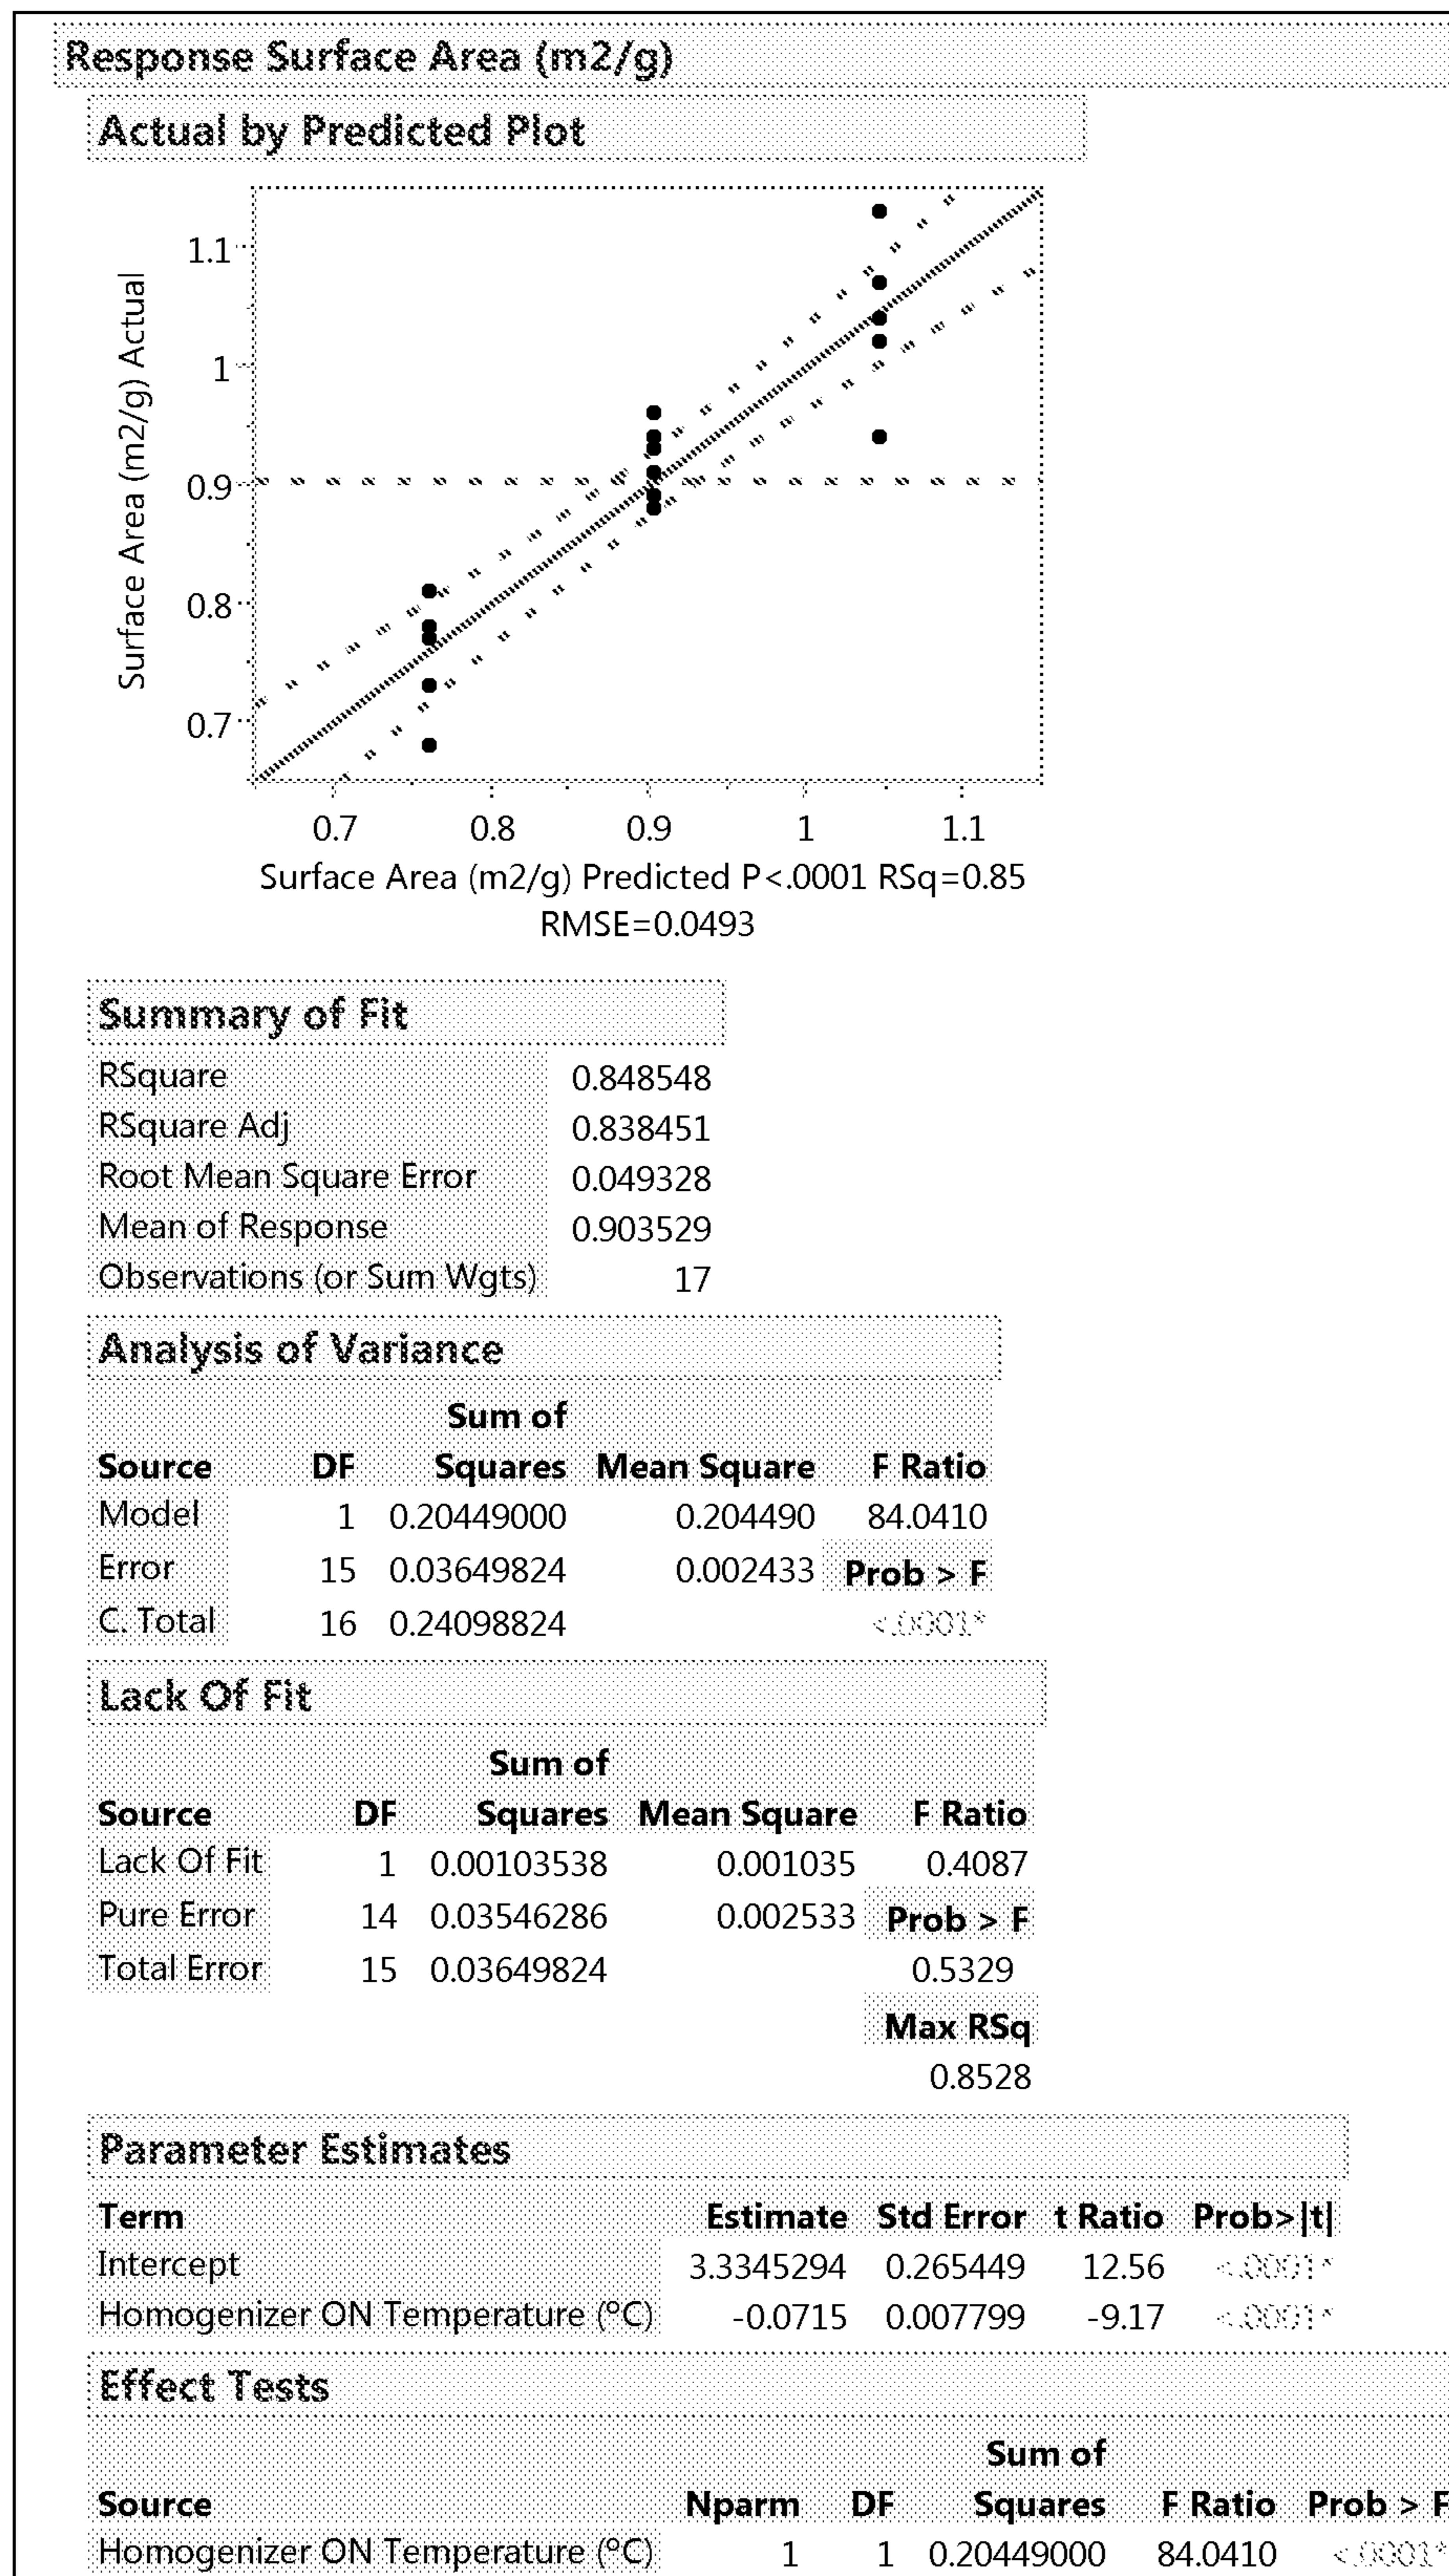 Response Surface Area (m2/g)
Actual by Predicted Plot
1.1
1
0.9
0.8
0.7
Surface Area (m2/g) Actual
0.7 0.8 0.9 1 1.1
Surface Area (m2/g) Predicted P<.0001 RSq=0.85
RMSE=0.0493
Summary of Fit
RSquare 0.848548
RSquare Adj 0.838451
Root Mean Square Error 0.049328
Mean of Response 0.903529
Observations (or Sum Wgts) 17
Analysis of Variance
Sum of
Source DF Squares Mean Square F Ratio
Model 1 0.20449000 0.204490 84.0410
Error 15 0.03649824 0.002433 Prob > F
C. Total 16 0.24098824 <.0001*
Lack Of Fit
Sum of
Source DF Squares Mean Square F Ratio
Lack Of Fit 1 0.00103538 0.001035 0.4087
Pure Error 14 0.03546286 0.002533 Prob > F
Total Error 15 0.03649824 0.5329
Max RSq
0.8528
Parameter Estimates
Term Estimate Std Error t Ratio Prob>|t|
Intercept 3.3345294 0.265449 12.56 <.0001*
Homogenizer ON Temperature (°C) -0.0715 0.007799 -9.17 <.0001*
Effect Tests
Sum of
Source Nparm DF Squares F Ratio Prob > F
Homogenizer ON Temperature (°C) 1 1 0.20449000 84.0410 <.0001*